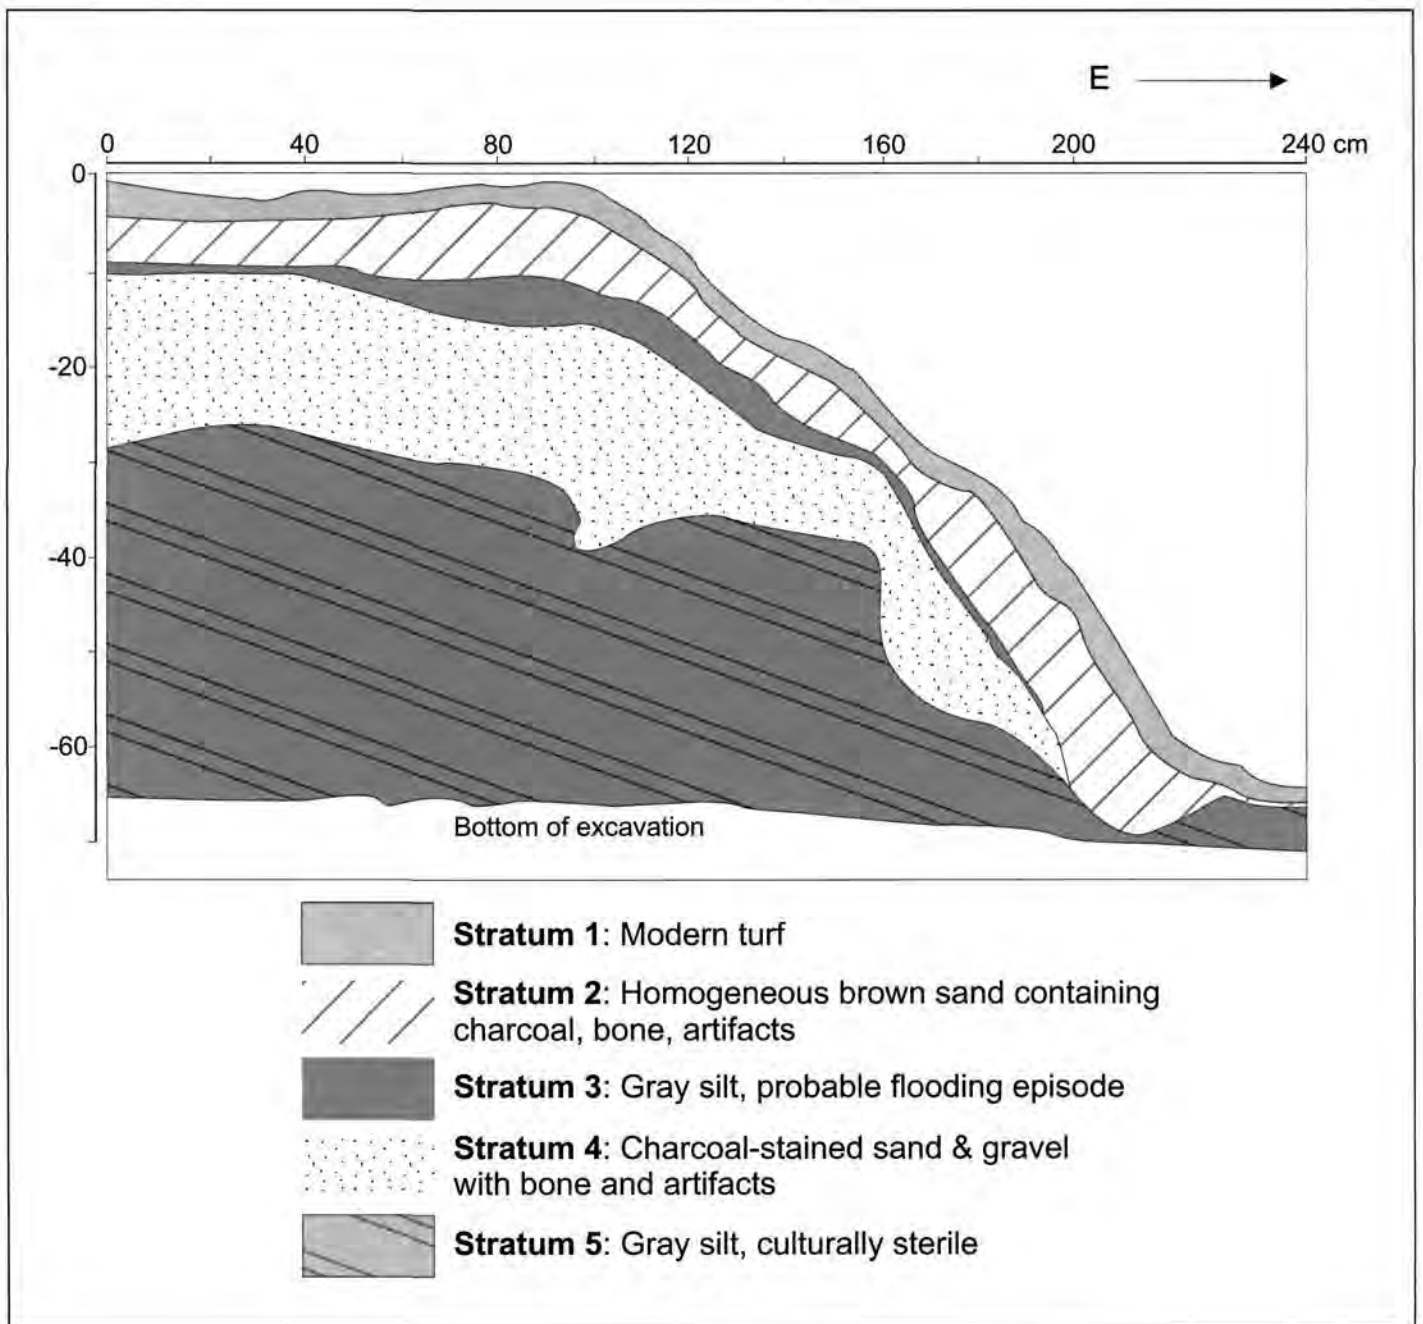 E
0 40 80 120 160 200 240 cm
0
-20
-40
-60
Bottom of excavation
Stratum 1: Modern turf
Stratum 2: Homogeneous brown sand containing
charcoal, bone, artifacts
Stratum 3: Gray silt, probable flooding episode
Stratum 4: Charcoal-stained sand & gravel
with bone and artifacts
Stratum 5: Gray silt, culturally sterile